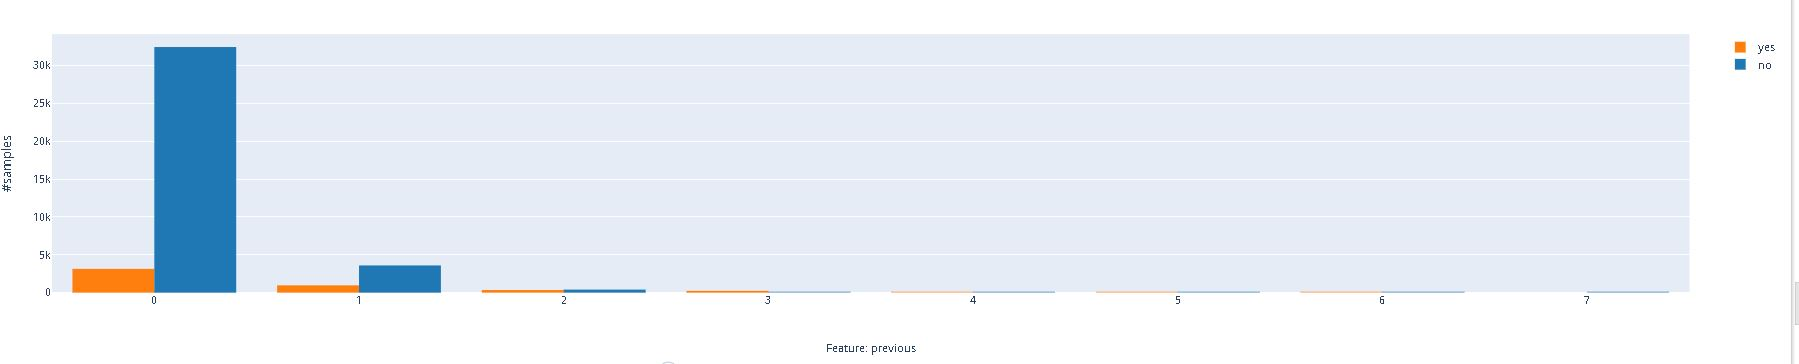 yes
no
30k
25k
20k
15k
10k
5k
0
#samples
0 1 2 3 4 5 6 7
Feature: previous